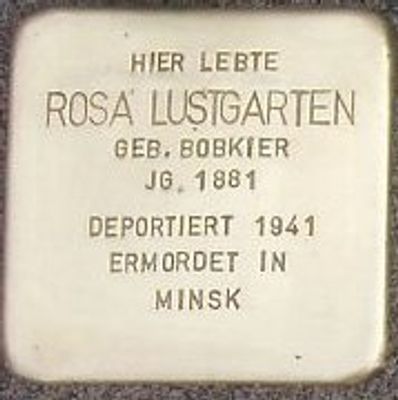 HIER LEBTE
ROSA LUSTGARTEN
GEB. BOBKIER
JG. 1881
DEPORTIERT 1941
ERMORDET IN
MINSK